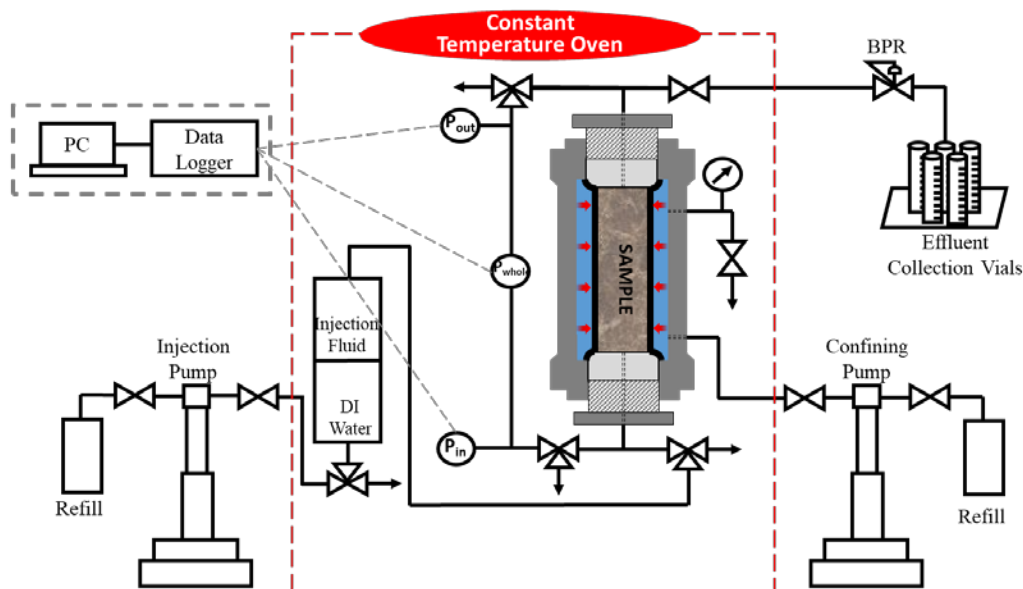 Constant
Temperature Oven
BPR
PC
Data
Logger
Pout
Pwhole
Pin
SAMPLE
Effluent
Collection Vials
Injection
Fluid
DI
Water
Injection
Pump
Refill
Confining
Pump
Refill